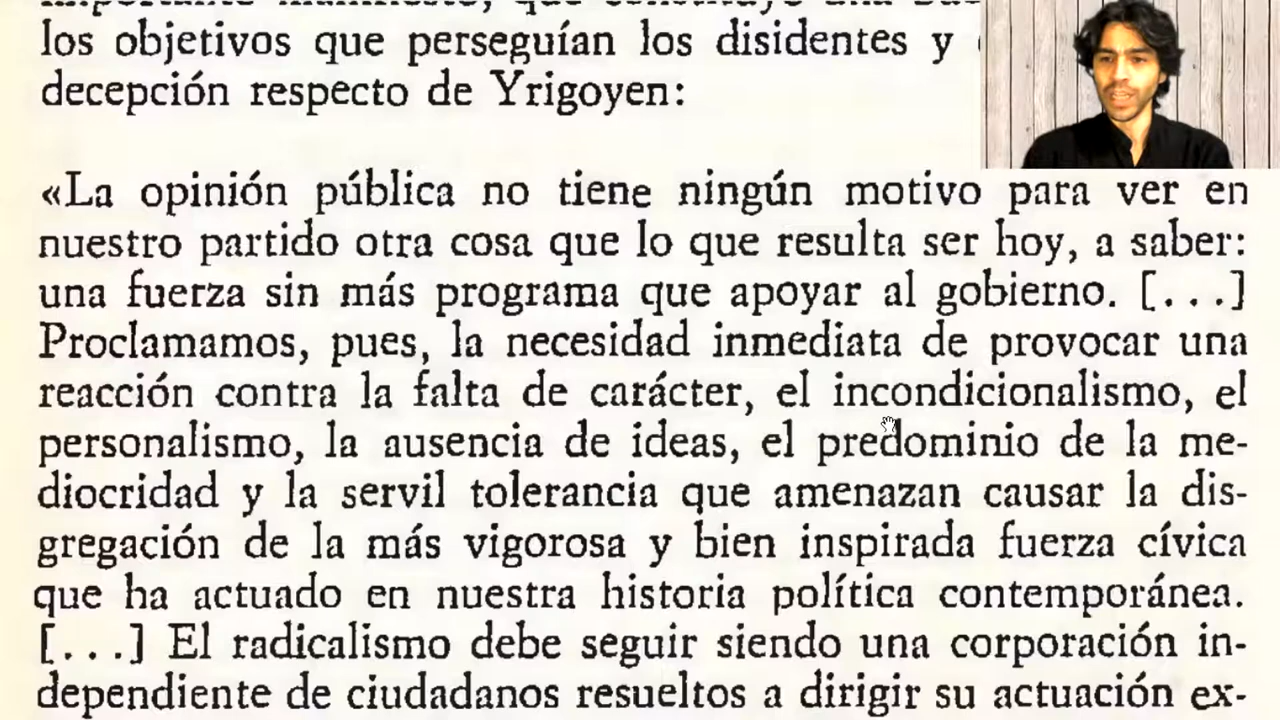 los objetivos que perseguían los disidentes y
decepción respecto de Yrigoyen:
«La opinión pública no tiene ningún motivo para ver en
nuestro partido otra cosa que lo que resulta ser hoy, a saber:
una fuerza sin más programa que apoyar al gobierno. [...]
Proclamamos, pues, la necesidad inmediata de provocar una
reacción contra la falta de carácter, el incondicionalismo, el
personalismo, la ausencia de ideas, el predominio de la me-
diocridad y la servil tolerancia que amenazan causar la dis-
gregación de la más vigorosa y bien inspirada fuerza cívica
que ha actuado en nuestra historia política contemporánea.
[...] El radicalismo debe seguir siendo una corporación in-
dependiente de ciudadanos resueltos a dirigir su actuación ex-